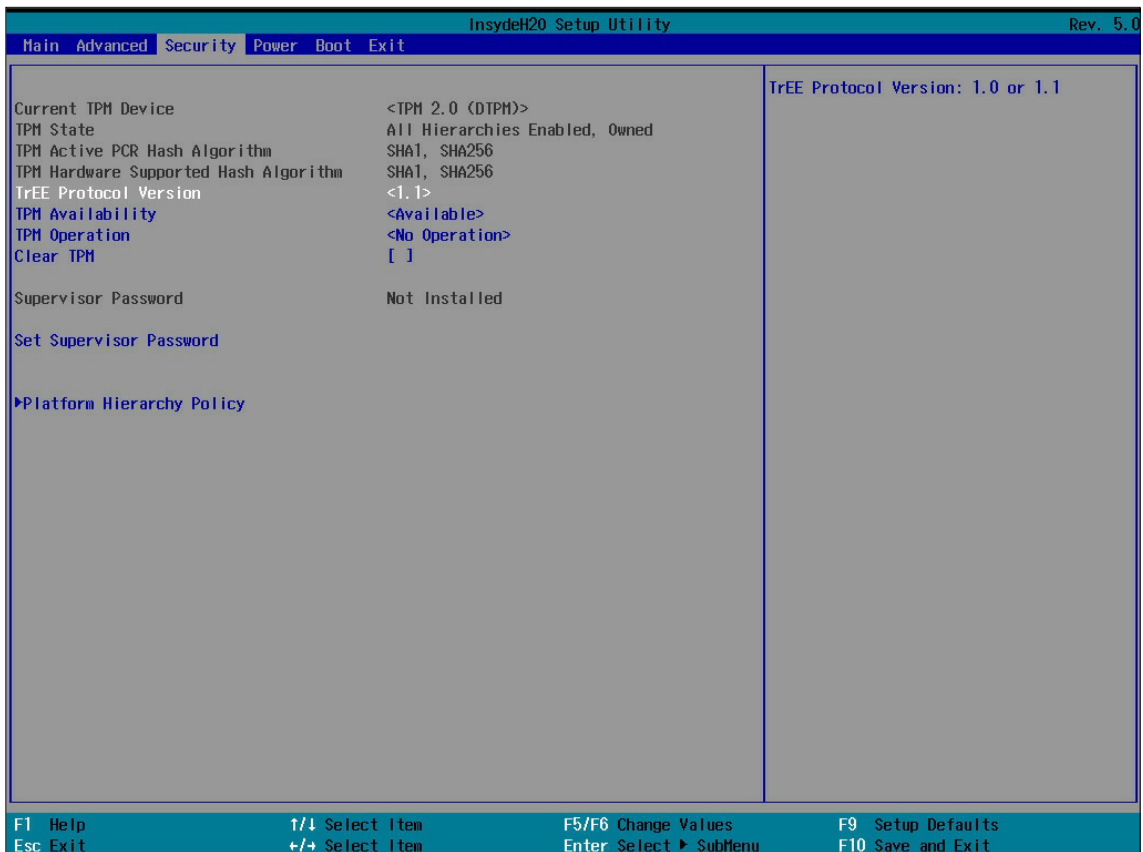 InsydeH20 Setup Utility Rev. 5.0
Main Advanced Security Power Boot Exit
TrEE Protocol Version: 1.0 or 1.1
Current TPM Device <TPM 2.0 (DTPM)>
TPM State All Hierarchies Enabled, Owned
TPM Active PCR Hash Algorithm SHA1, SHA256
TPM Hardware Supported Hash Algorithm SHA1, SHA256
TrEE Protocol Version <1.1>
TPM Availability <Available>
TPM Operation <No Operation>
Clear TPM [ ]
Supervisor Password Not Installed
Set Supervisor Password
▶Platform Hierarchy Policy
F1 Help ↑/↓ Select Item F5/F6 Change Values F9 Setup Defaults
Esc Exit ←/→ Select Item Enter Select ▶ SubMenu F10 Save and Exit